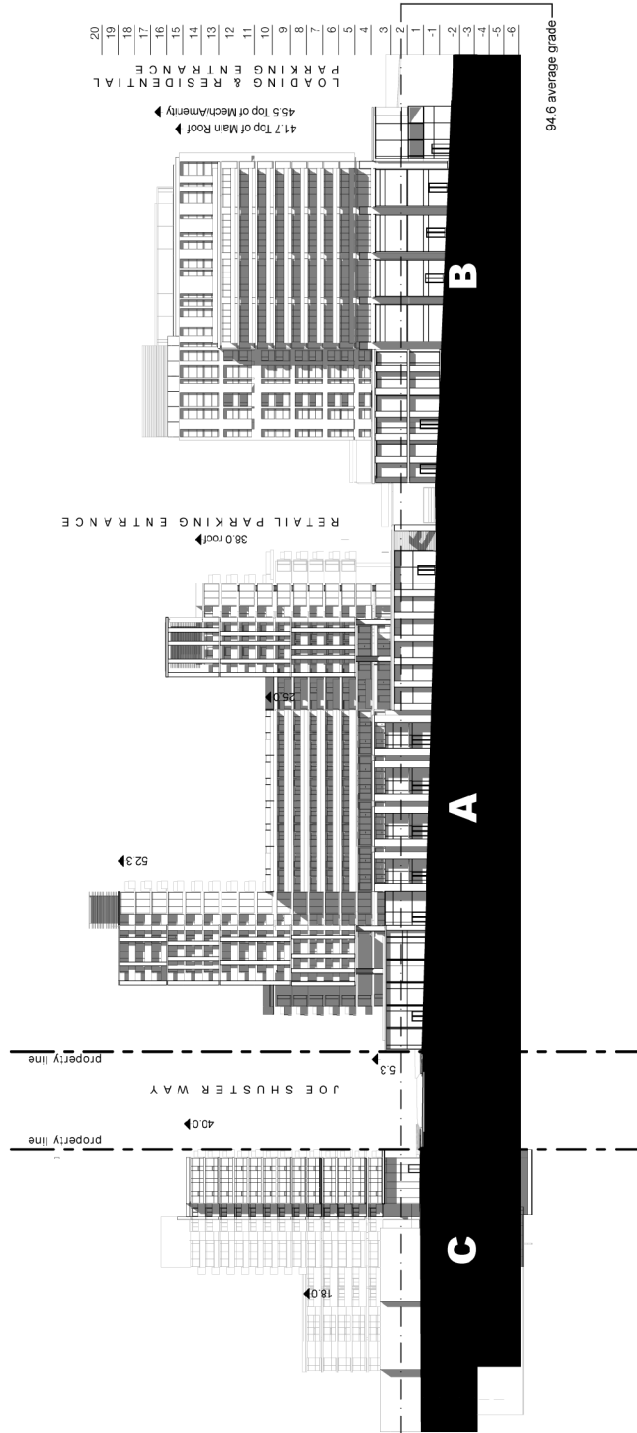 20
19
18
17
16
15
12
11
10
9
8
7
6
5
4
3
2
1
-1
-2
-3
-4
-5
-6
94.6 average grade
LOADING & RESIDENTIAL
PARKING ENTRANCE
45.5 Top of Mech/Amenity
41.7 Top of Main Roof
B
RETAIL PARKING ENTRANCE
38.0 roof
25.0
A
52.3
property line
5.3
JOE SHUSTER WAY
40.0
property line
C
18.0